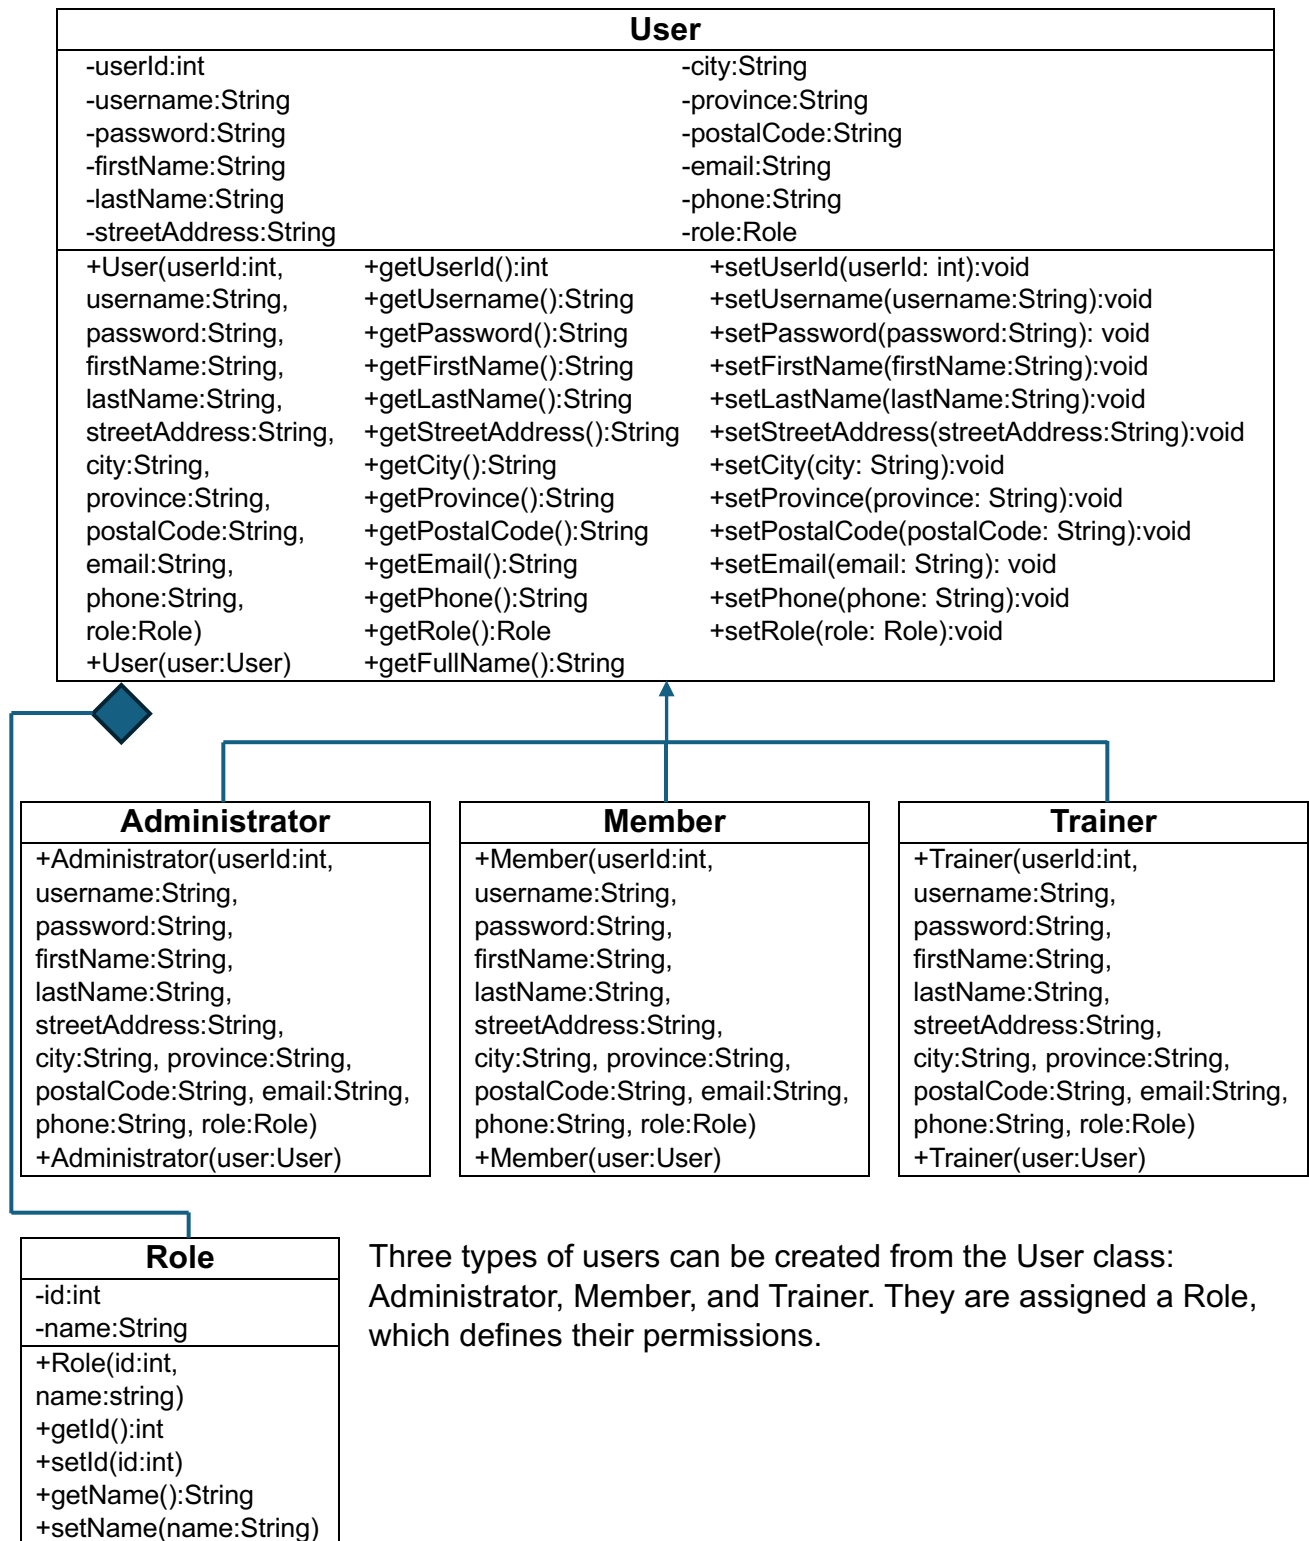 User
-userId:int
-username:String
-password:String
-firstName:String
-lastName:String
-streetAddress:String
-city:String
-province:String
-postalCode:String
-email:String
-phone:String
-role:Role
+User(userId:int,
username:String,
password:String,
firstName:String,
lastName:String,
streetAddress:String,
city:String,
province:String,
postalCode:String,
email:String,
phone:String,
role:Role)
+User(user:User)
+getUserId():int
+getUsername():String
+getPassword():String
+getFirstName():String
+getLastName():String
+getStreetAddress():String
+getCity():String
+getProvince():String
+getPostalCode():String
+getEmail():String
+getPhone():String
+getRole():Role
+getFullName():String
+setUserId(userId: int):void
+setUsername(username:String):void
+setPassword(password:String): void
+setFirstName(firstName:String):void
+setLastName(lastName:String):void
+setStreetAddress(streetAddress:String):void
+setCity(city: String):void
+setProvince(province: String):void
+setPostalCode(postalCode: String):void
+setEmail(email: String): void
+setPhone(phone: String):void
+setRole(role: Role):void
Administrator
+Administrator(userId:int,
username:String,
password:String,
firstName:String,
lastName:String,
streetAddress:String,
city:String, province:String,
postalCode:String, email:String,
phone:String, role:Role)
+Administrator(user:User)
Member
+Member(userId:int,
username:String,
password:String,
firstName:String,
lastName:String,
streetAddress:String,
city:String, province:String,
postalCode:String, email:String,
phone:String, role:Role)
+Member(user:User)
Trainer
+Trainer(userId:int,
username:String,
password:String,
firstName:String,
lastName:String,
streetAddress:String,
city:String, province:String,
postalCode:String, email:String,
phone:String, role:Role)
+Trainer(user:User)
Role
-id:int
-name:String
+Role(id:int,
name:string)
+getId():int
+setId(id:int)
+getName():String
+setName(name:String)
Three types of users can be created from the User class:
Administrator, Member, and Trainer. They are assigned a Role,
which defines their permissions.